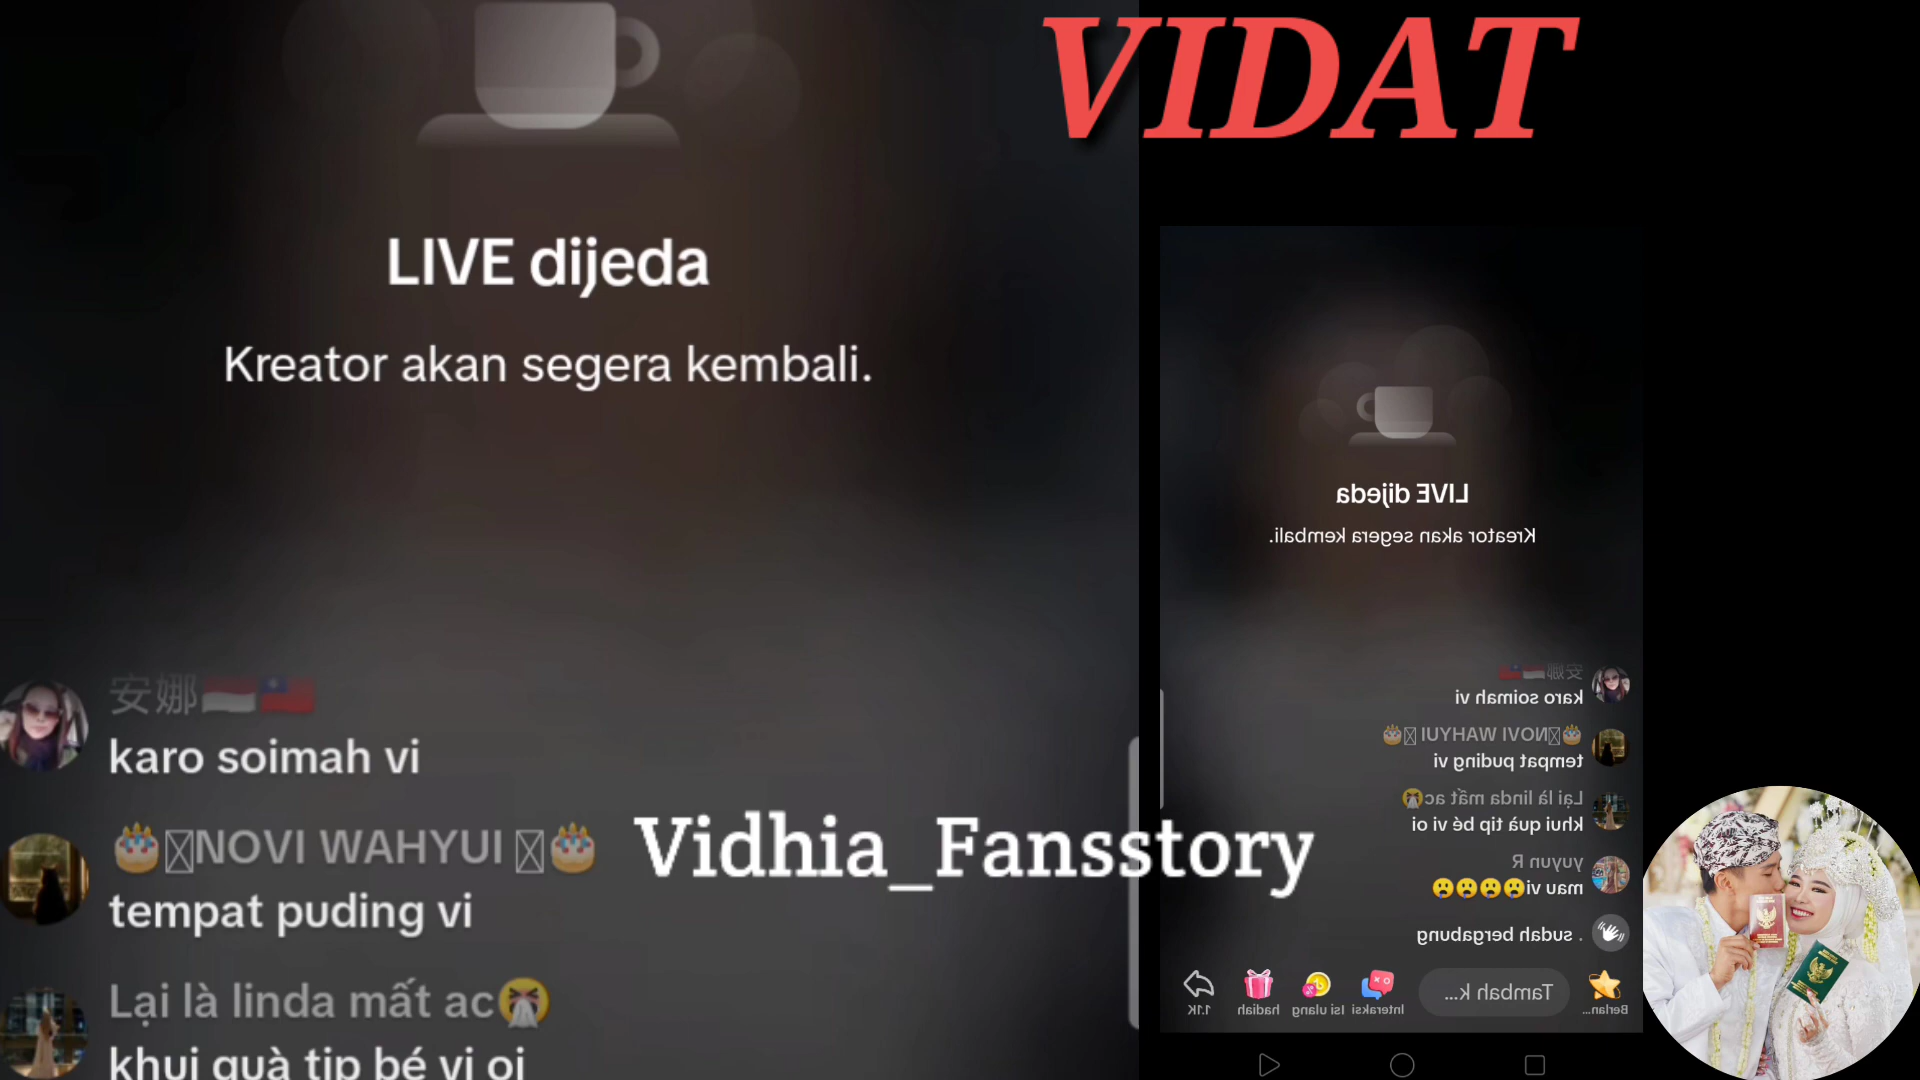 VIDAT
LIVE dijeda
Kreator akan segera kembali.
安娜🇮🇩🇹🇼
karo soimah vi
🎂NOVI WAHYUI 🎂
tempat puding vi
Lại là linda mất ac🤧
khui quà tip bé vi oi
Vidhia_Fansstory
LIVE dijeda
Kreator akan segera kembali.
安娜🇮🇩🇹🇼
karo soimah vi
🎂NOVI WAHYUI 🎂
tempat puding vi
Lại là linda mất ac🤧
khui quà tip bé vi oi
yuyun R
mau vi😲😲😲😲
. sudah bergabung
Berlan...
Tambah k...
Interaksi
Isi ulang
hadiah
1.1K